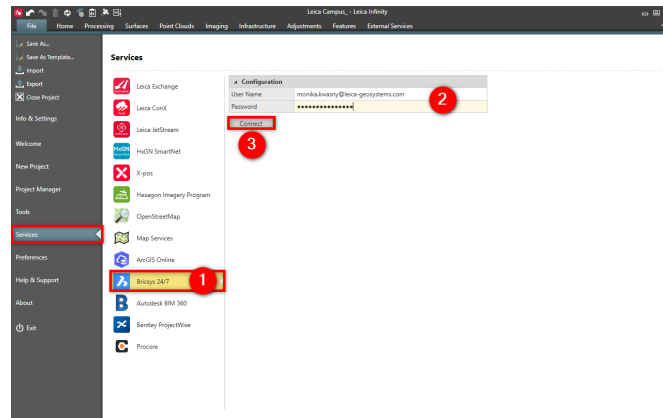 Leica Campus_ - Leica Infinity
File Home Processing Surfaces Point Clouds Imaging Infrastructure Adjustments Features External Services
Save As...
Save As Template...
Import
Export
Close Project
Info & Settings
Welcome
New Project
Project Manager
Tools
Services
Preferences
Help & Support
About
Exit
Services
Leica Exchange
Leica ConX
Leica JetStream
HxGN SmartNet
X-pos
Hexagon Imagery Program
OpenStreetMap
Map Services
ArcGIS Online
Bricsys 24/7
1
Autodesk BIM 360
Bentley ProjectWise
Procore
Configuration
User Name monika.kwasny@leica-geosystems.com
Password ••••••••••••••••
2
Connect
3